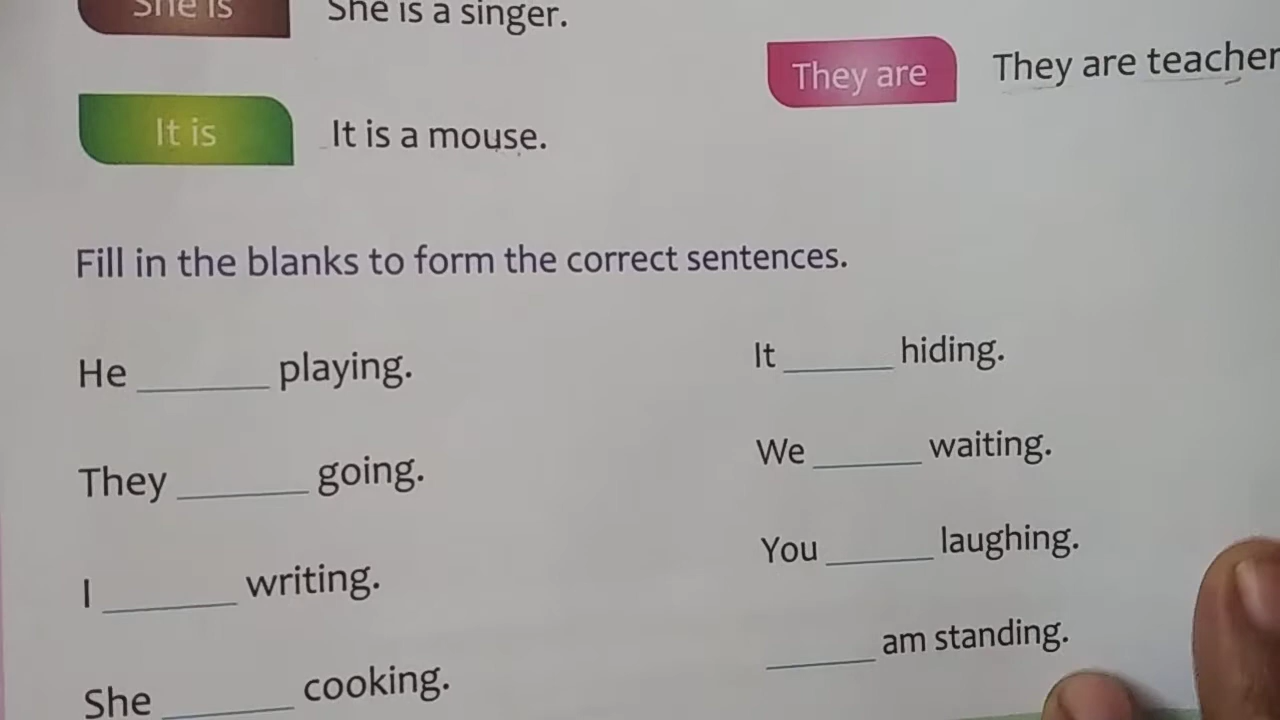 She is She is a singer.
They are They are teacher
It is It is a mouse.
Fill in the blanks to form the correct sentences.
He ______ playing.
It ______ hiding.
They ______ going.
We ______ waiting.
I ______ writing.
You ______ laughing.
She ______ cooking.
______ am standing.